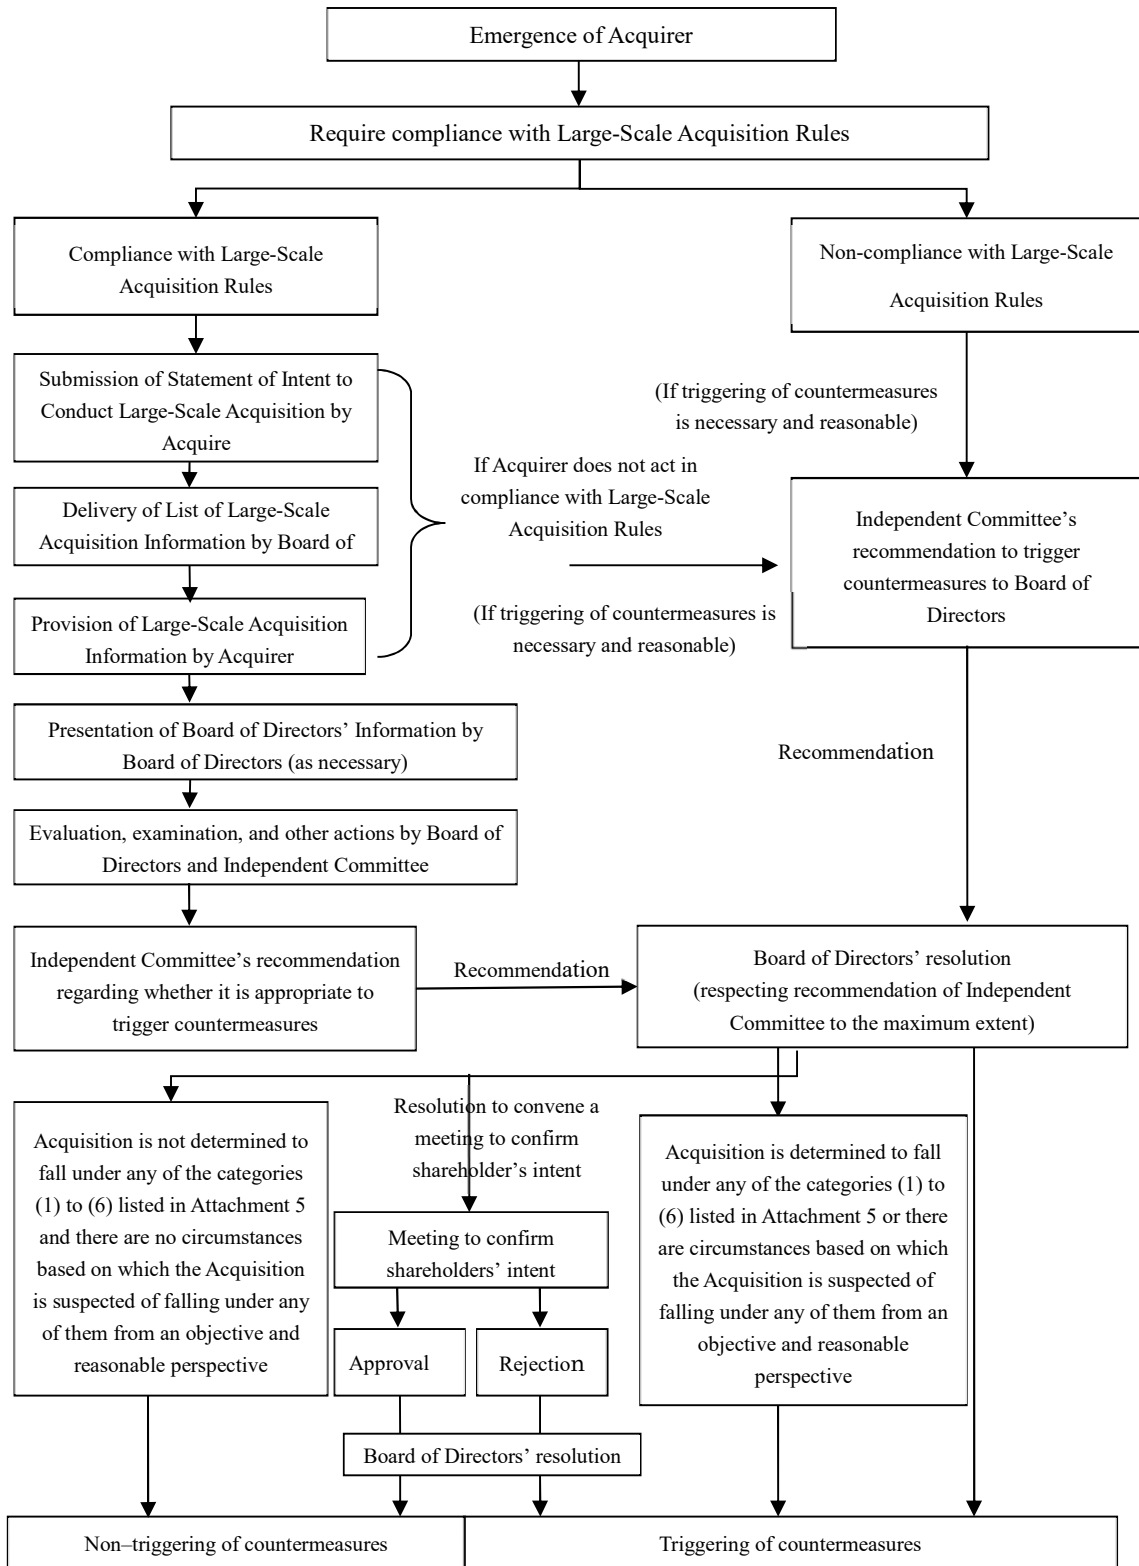 Emergence of Acquirer
Require compliance with Large-Scale Acquisition Rules
Compliance with Large-Scale
Acquisition Rules
Non-compliance with Large-Scale
Acquisition Rules
Submission of Statement of Intent to
Conduct Large-Scale Acquisition by
Acquire
(If triggering of countermeasures
is necessary and reasonable)
If Acquirer does not act in
compliance with Large-Scale
Acquisition Rules
Delivery of List of Large-Scale
Acquisition Information by Board of
Independent Committee’s
recommendation to trigger
countermeasures to Board of
Directors
(If triggering of countermeasures is
necessary and reasonable)
Provision of Large-Scale Acquisition
Information by Acquirer
Presentation of Board of Directors’ Information by
Board of Directors (as necessary)
Recommendation
Evaluation, examination, and other actions by Board of
Directors and Independent Committee
Independent Committee’s recommendation
regarding whether it is appropriate to
trigger countermeasures
Recommendation
Board of Directors’ resolution
(respecting recommendation of Independent
Committee to the maximum extent)
Acquisition is not determined to
fall under any of the categories
(1) to (6) listed in Attachment 5
and there are no circumstances
based on which the Acquisition
is suspected of falling under any
of them from an objective and
reasonable perspective
Resolution to convene a
meeting to confirm
shareholder’s intent
Meeting to confirm
shareholders’ intent
Approval
Rejection
Acquisition is determined to fall
under any of the categories (1) to
(6) listed in Attachment 5 or there
are circumstances based on which
the Acquisition is suspected of
falling under any of them from an
objective and reasonable
perspective
Board of Directors’ resolution
Non–triggering of countermeasures
Triggering of countermeasures